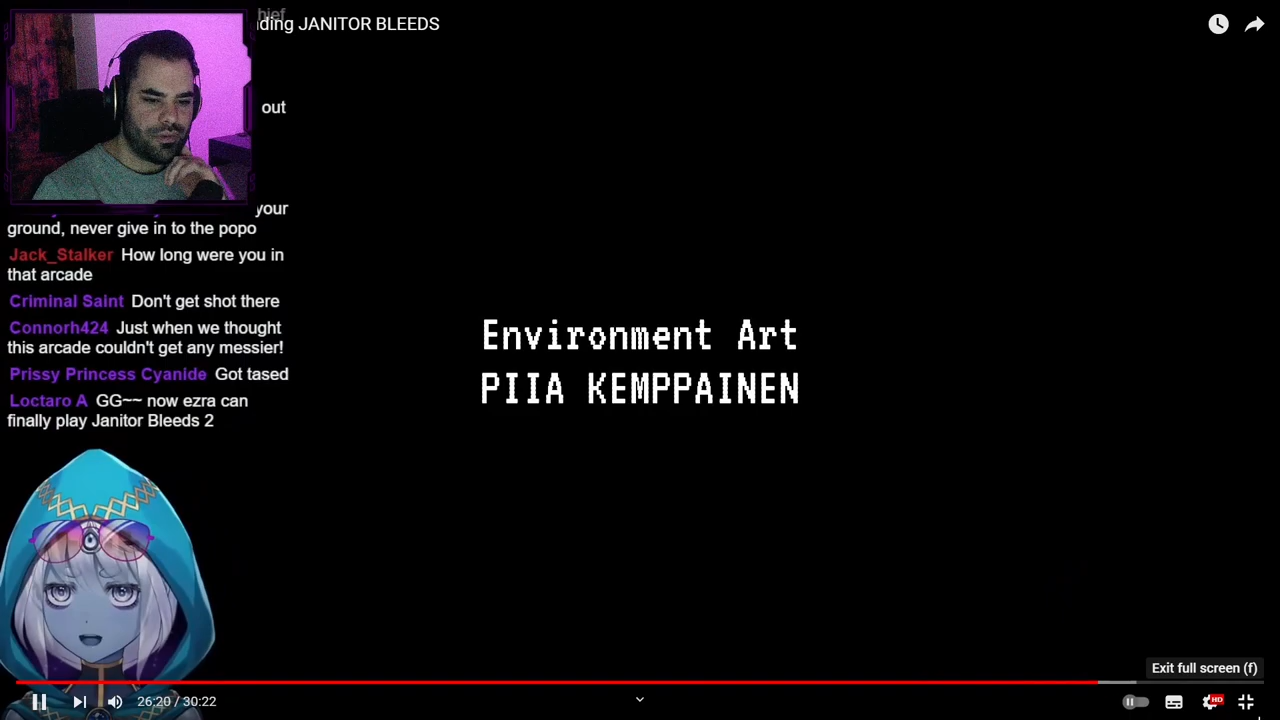 hief
ding JANITOR BLEEDS
out
your
ground, never give in to the popo
Jack_Stalker How long were you in
that arcade
Criminal Saint Don't get shot there
Connorh424 Just when we thought
this arcade couldn't get any messier!
Prissy Princess Cyanide Got tased
Loctaro A GG~~ now ezra can
finally play Janitor Bleeds 2
Environment Art
PIIA KEMPPAINEN
Exit full screen (f)
26:20 / 30:22
HD